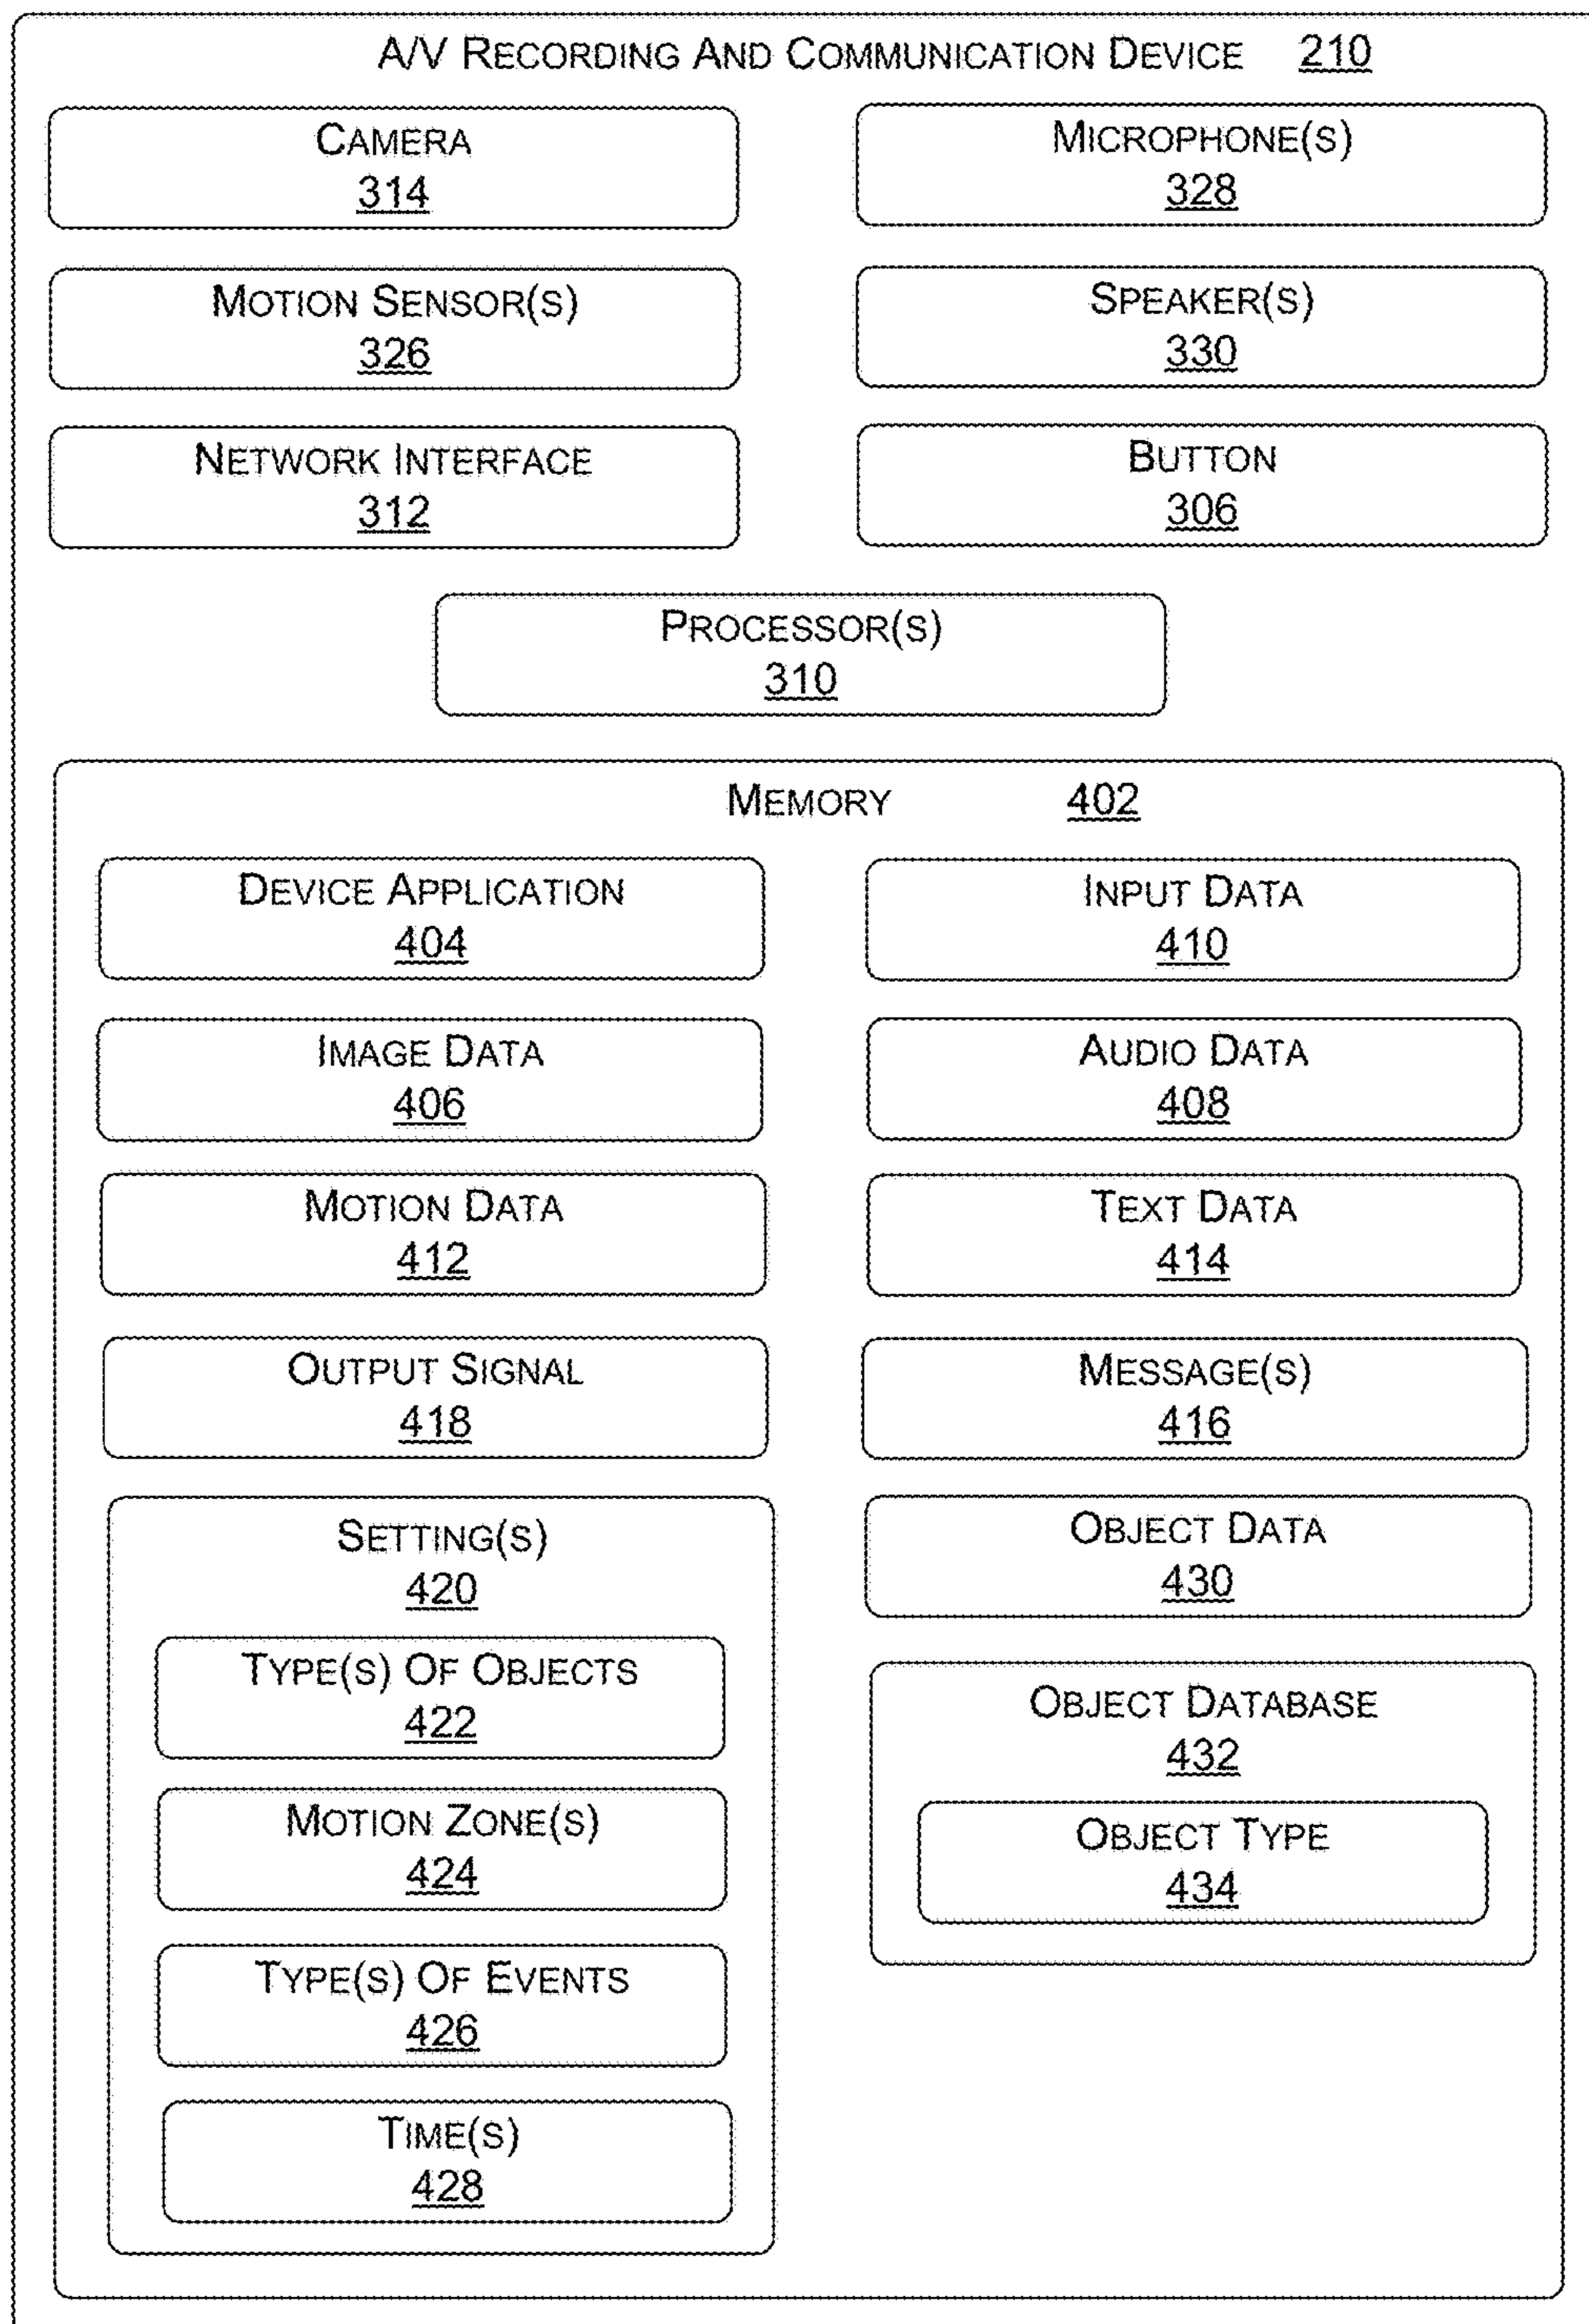 A/V RECORDING AND COMMUNICATION DEVICE 210
CAMERA
314
MICROPHONE(S)
328
MOTION SENSOR(S)
326
SPEAKER(S)
330
NETWORK INTERFACE
312
BUTTON
306
PROCESSOR(S)
310
MEMORY 402
DEVICE APPLICATION
404
INPUT DATA
410
IMAGE DATA
406
AUDIO DATA
408
MOTION DATA
412
TEXT DATA
414
OUTPUT SIGNAL
418
MESSAGE(S)
416
SETTING(S)
420
TYPE(S) OF OBJECTS
422
MOTION ZONE(S)
424
TYPE(S) OF EVENTS
426
TIME(S)
428
OBJECT DATA
430
OBJECT DATABASE
432
OBJECT TYPE
434